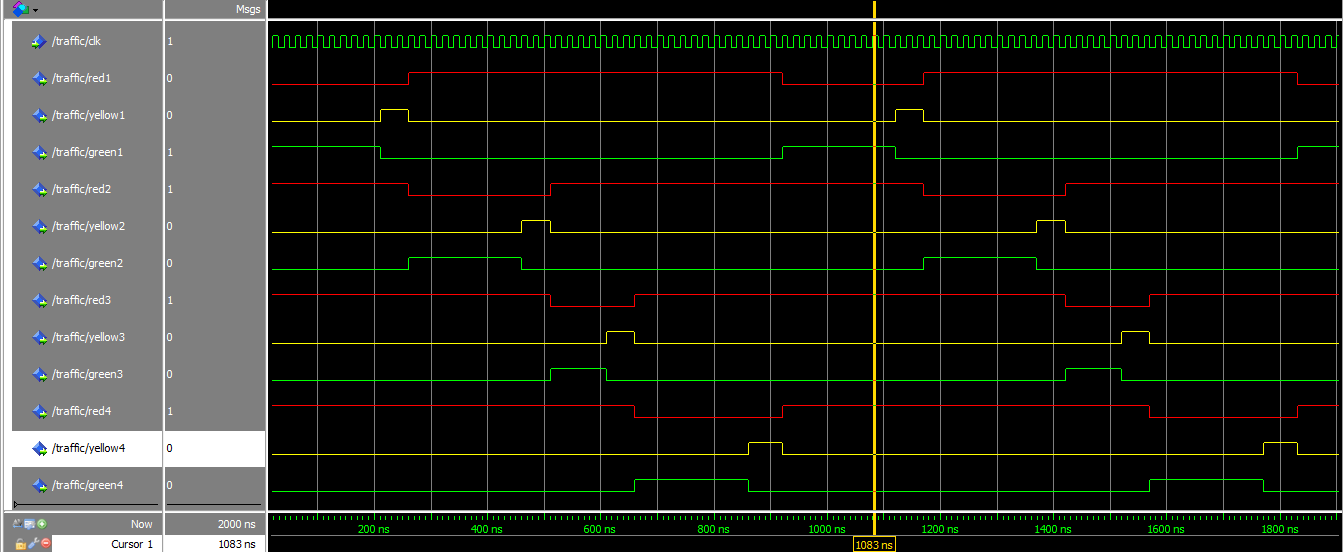 Msgs
/traffic/clk 1
/traffic/red1 0
/traffic/yellow1 0
/traffic/green1 1
/traffic/red2 1
/traffic/yellow2 0
/traffic/green2 0
/traffic/red3 1
/traffic/yellow3 0
/traffic/green3 0
/traffic/red4 1
/traffic/yellow4 0
/traffic/green4 0
Now 2000 ns 200 ns 400 ns 600 ns 800 ns 1000 ns 1200 ns 1400 ns 1600 ns 1800 ns
Cursor 1 1083 ns 1083 ns